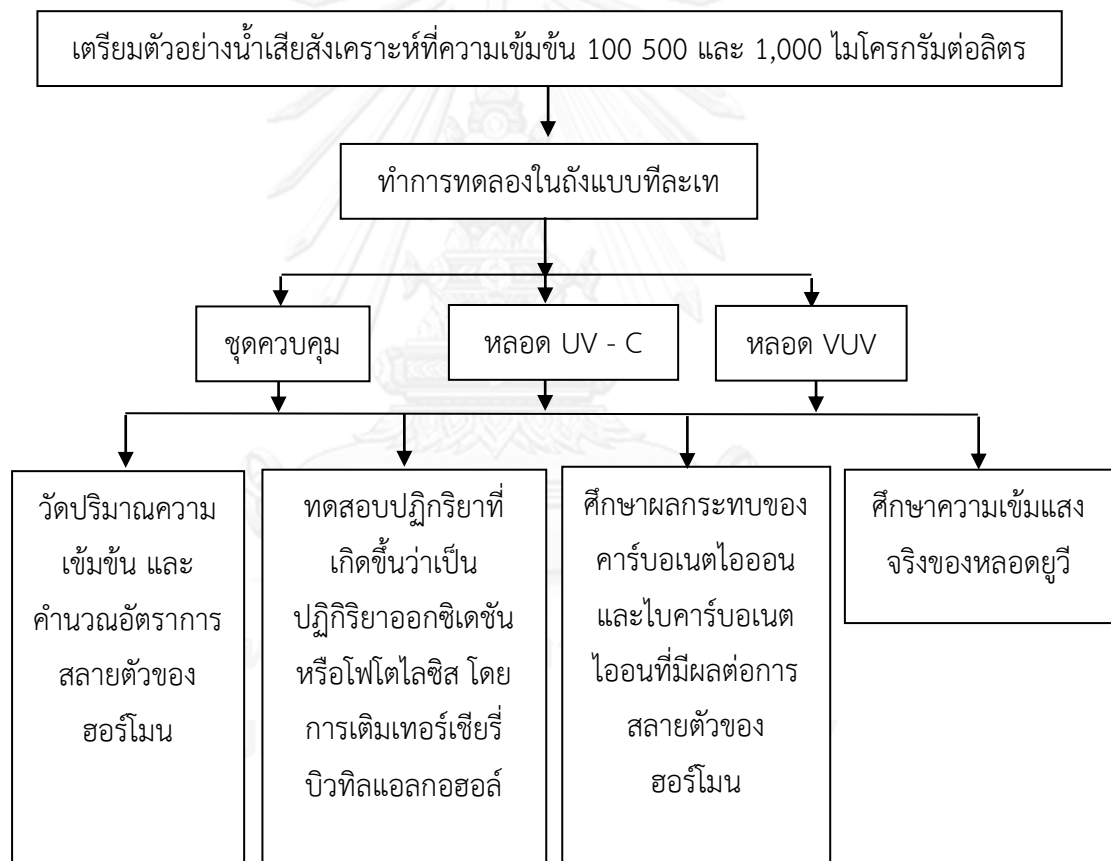 เตรียมตัวอย่างน้ำเสียสังเคราะห์ที่ความเข้มข้น 100 500 และ 1,000 ไมโครกรัมต่อลิตร
ทำการทดลองในถังแบบทีละเท
ชุดควบคุม
หลอด UV - C
หลอด VUV
วัดปริมาณความ
เข้มข้น และ
คำนวณอัตราการ
สลายตัวของ
ฮอร์โมน
ทดสอบปฏิกริยาที่
เกิดขึ้นว่าเป็น
ปฏิกิริยาออกซิเดชัน
หรือโฟโตไลซิส โดย
การเติมเทอร์เชียรี่
บิวทิลแอลกอฮอล์
ศึกษาผลกระทบของ
คาร์บอเนตไอออน
และไบคาร์บอเนต
ไอออนที่มีผลต่อการ
สลายตัวของ
ฮอร์โมน
ศึกษาความเข้มแสง
จริงของหลอดยูวี